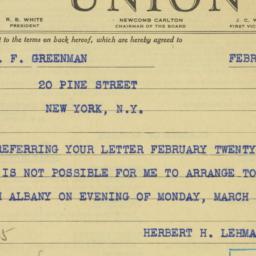 UNION
R. B. WHITE
PRESIDENT
NEWCOMB CARLTON
CHAIRMAN OF THE BOARD
J. C.
FIRST VICE
to the terms on back hereof, which are hereby agreed to
. F. GREENMAN FEBR
20 PINE STREET
NEW YORK, N.Y.
REFERRING YOUR LETTER FEBRUARY TWENTY
IS NOT POSSIBLE FOR ME TO ARRANGE TO
ALBANY ON EVENING OF MONDAY, MARCH
HERBERT H. LEHMA